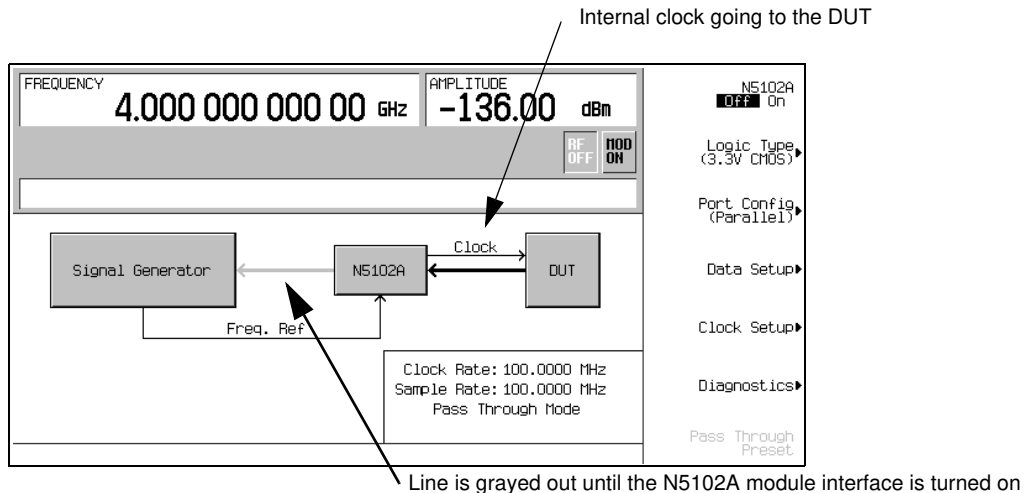 Internal clock going to the DUT
FREQUENCY
4.000 000 000 00 GHz
AMPLITUDE
-136.00 dBm
RF
OFF
MOD
ON
N5102A
Off On
Logic Type
(3.3V CMOS)
Port Config
(Parallel)
Data Setup
Clock Setup
Diagnostics
Pass Through
Preset
Signal Generator
N5102A
Clock
DUT
Freq. Ref
Clock Rate: 100.0000 MHz
Sample Rate: 100.0000 MHz
Pass Through Mode
Line is grayed out until the N5102A module interface is turned on